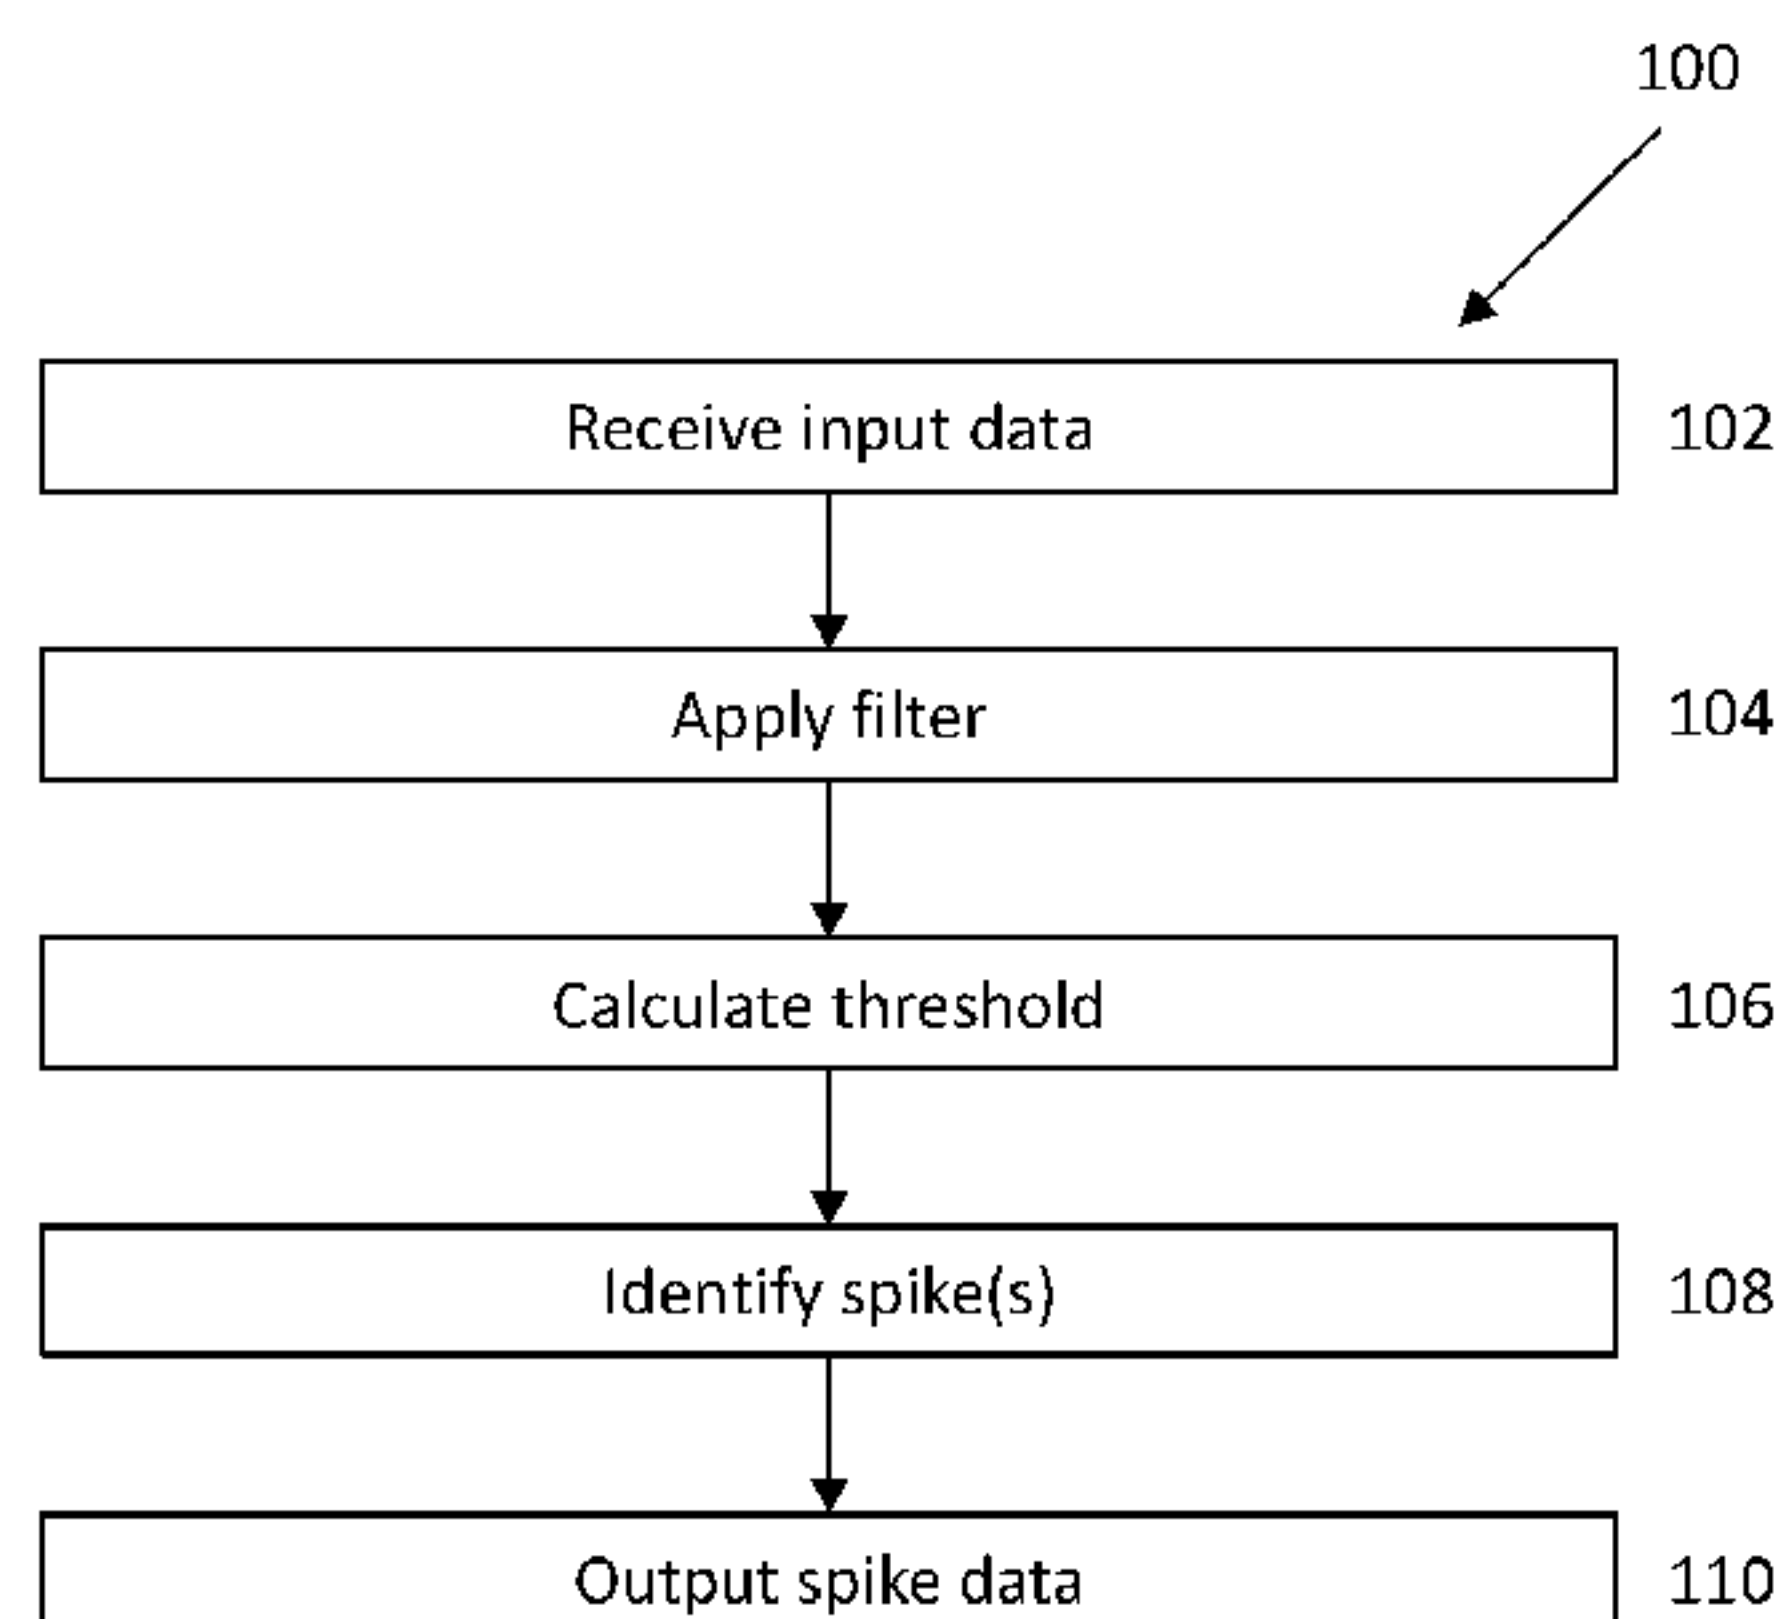 100
Receive input data 102
Apply filter 104
Calculate threshold 106
Identify spike(s) 108
Output spike data 110